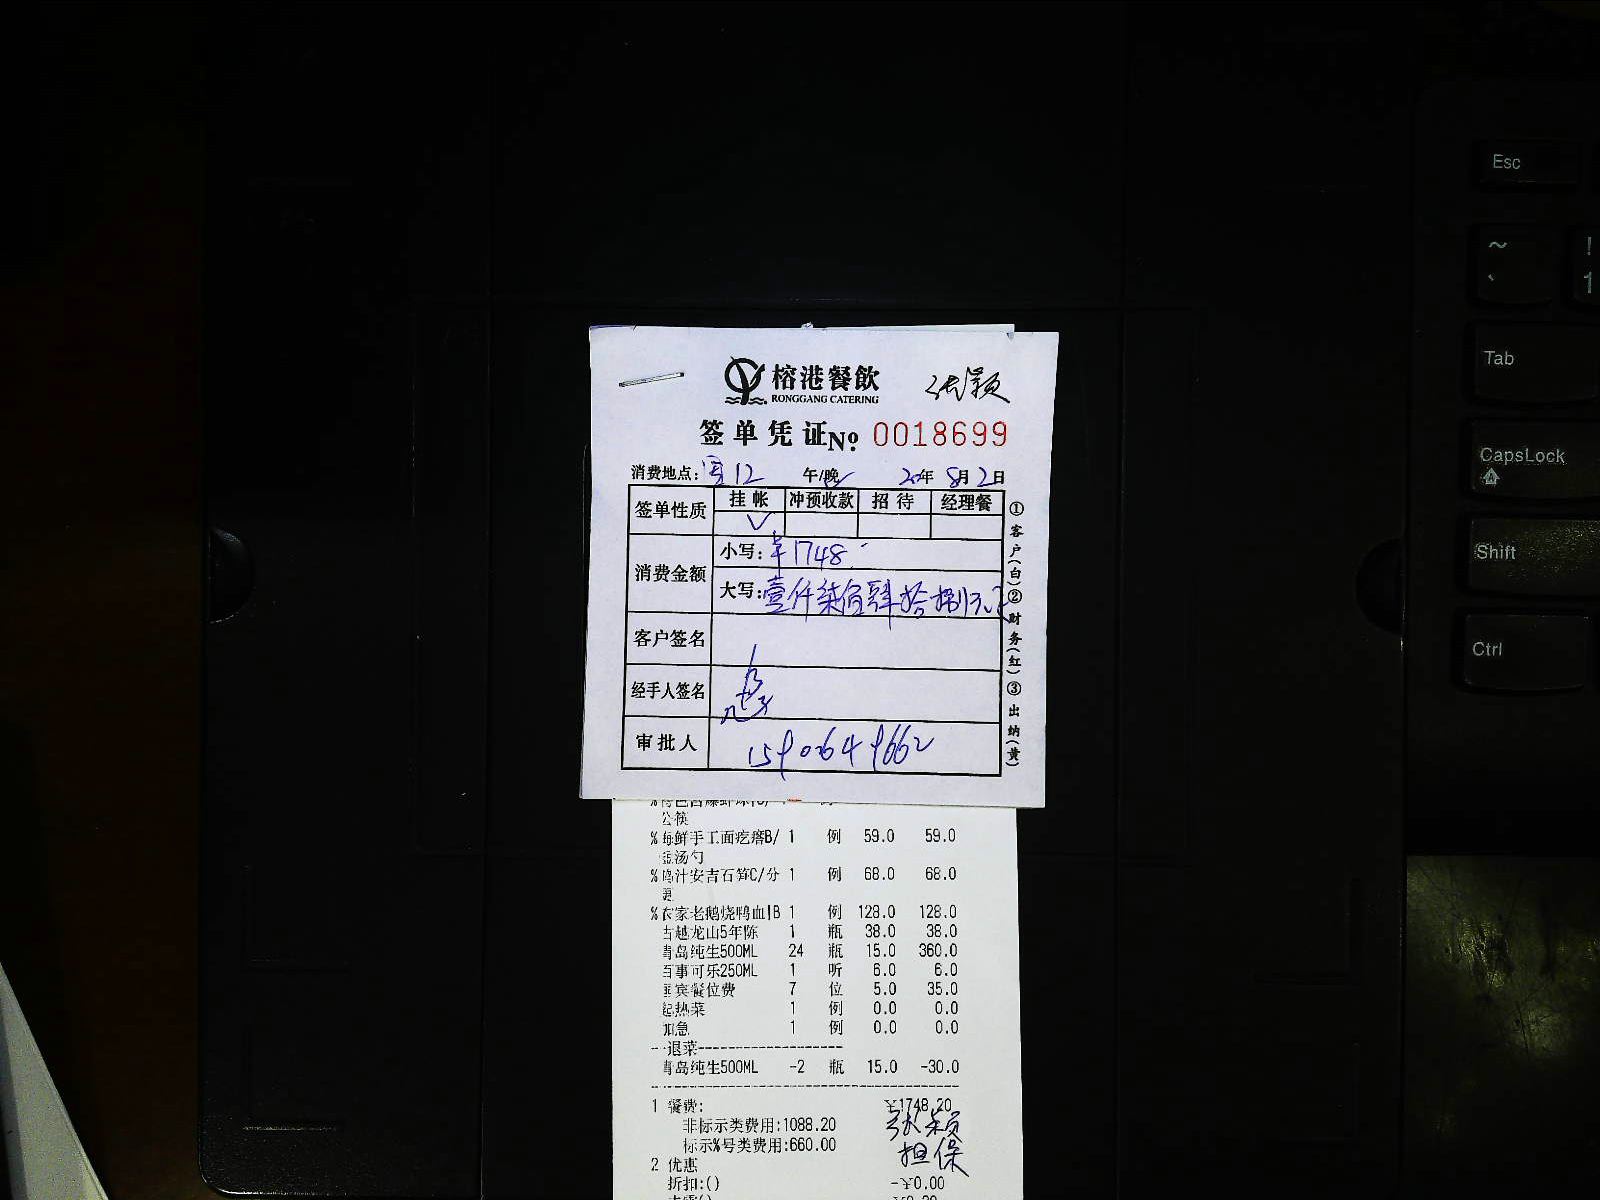 榕港餐飲
RONGGANG CATERING
张颖
签单凭证 No. 0018699
消费地点: 12 午/晚 年 8月2日
签单性质 挂帐 冲预收款 招待 经理餐
✓
消费金额 小写: ¥1748.
大写: 壹仟柒佰肆拾捌元
客户签名
经手人签名
审批人
①客户(白)②财务(红)③出纳(黄)
公筷
%海鲜手工面疙瘩B/ 1 例 59.0 59.0
汤勺
%鸡汁安吉石笋C/分 1 例 68.0 68.0
更
%农家老鹅烧鸭血|B 1 例 128.0 128.0
古越龙山5年陈 1 瓶 38.0 38.0
青岛纯生500ML 24 瓶 15.0 360.0
百事可乐250ML 1 听 6.0 6.0
宾餐位费 7 位 5.0 35.0
起热菜 1 例 0.0 0.0
加急 1 例 0.0 0.0
--退菜--------------------
青岛纯生500ML -2 瓶 15.0 -30.0
1 餐费: ¥1748.20
非标示类费用:1088.20
标示%号类费用:660.00
张颖
担保
2 优惠
折扣:() -¥0.00
Esc
~
`
!
1
Tab
CapsLock
Shift
Ctrl